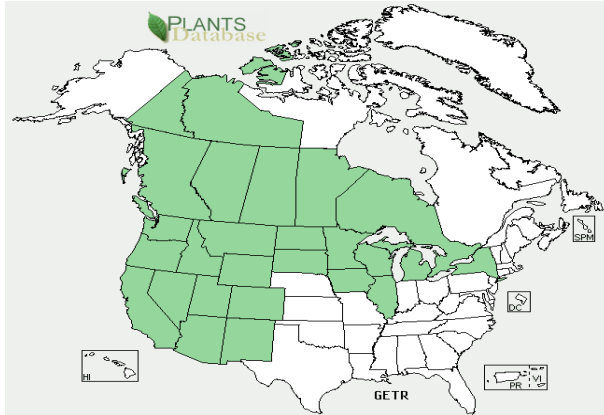 PLANTS
Database
SPM
DC
HI
PR VI
GETR